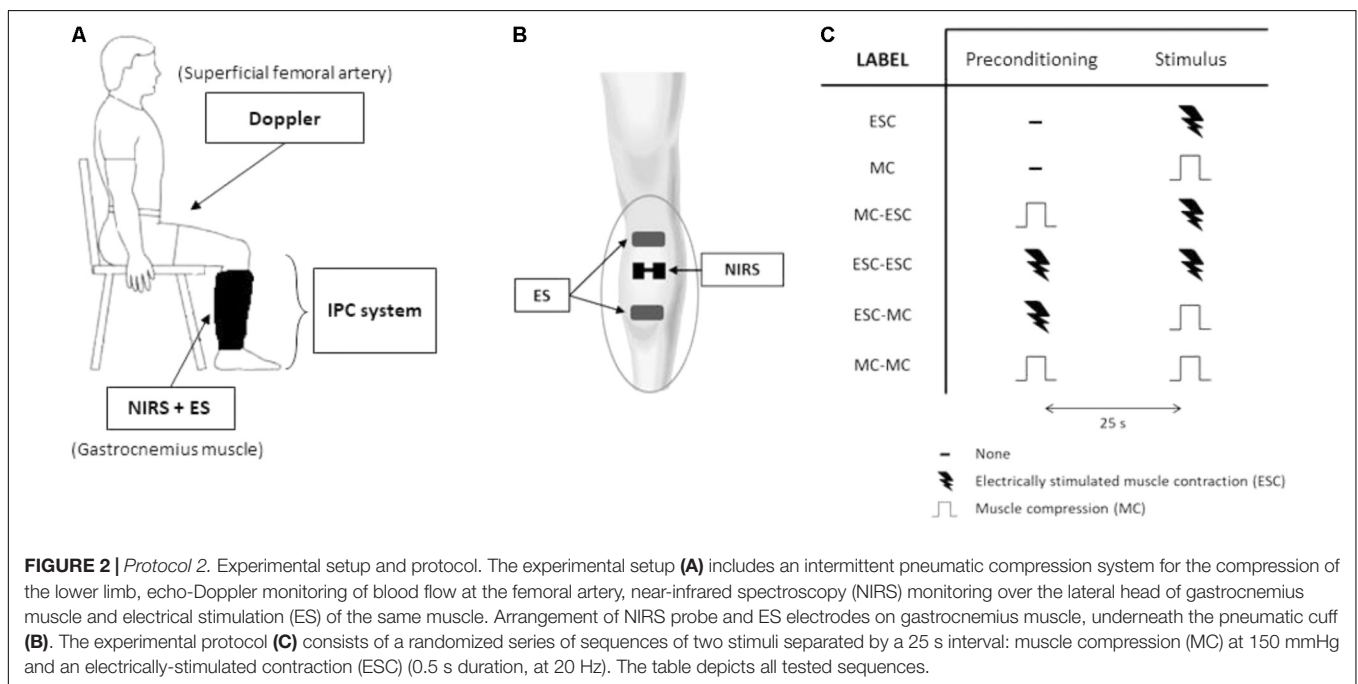 A
(Superficial femoral artery)
Doppler
IPC system
NIRS + ES
(Gastrocnemius muscle)
B
ES
NIRS
C
LABEL Preconditioning Stimulus
ESC –
MC –
MC-ESC
ESC-ESC
ESC-MC
MC-MC
25 s
– None
Electrically stimulated muscle contraction (ESC)
Muscle compression (MC)
FIGURE 2 | Protocol 2. Experimental setup and protocol. The experimental setup (A) includes an intermittent pneumatic compression system for the compression of
the lower limb, echo-Doppler monitoring of blood flow at the femoral artery, near-infrared spectroscopy (NIRS) monitoring over the lateral head of gastrocnemius
muscle and electrical stimulation (ES) of the same muscle. Arrangement of NIRS probe and ES electrodes on gastrocnemius muscle, underneath the pneumatic cuff
(B). The experimental protocol (C) consists of a randomized series of sequences of two stimuli separated by a 25 s interval: muscle compression (MC) at 150 mmHg
and an electrically-stimulated contraction (ESC) (0.5 s duration, at 20 Hz). The table depicts all tested sequences.